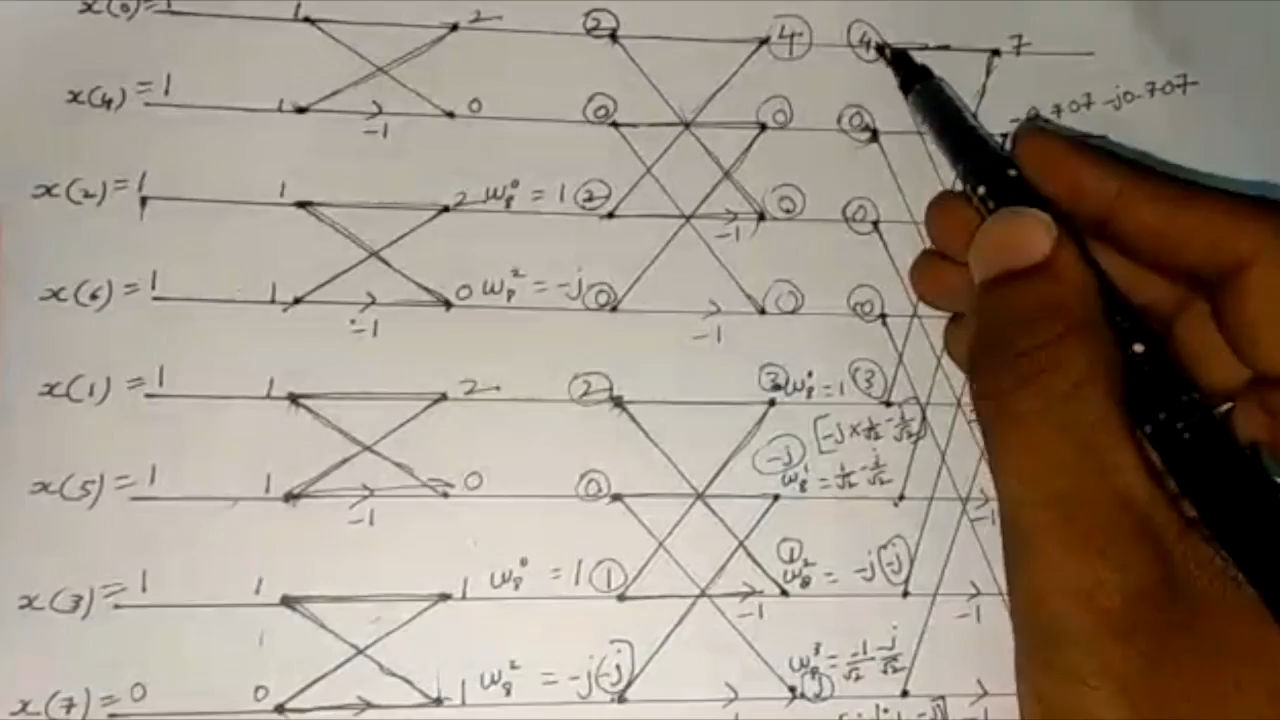 x(0)=1 1 2 ② ④ ④ 7
x(4)=1 1 -1 0 ⓪ ⓪ ⓪ -0.707-j0.707
x(2)=1 1 2 w₈⁰=1 ② -1 ⓪ ⓪
x(6)=1 1 -1 0 w₈²=-j ⓪ -1 ⓪ ⓪
x(1)=1 1 2 ② ③ w₈⁰=1 ③
[-j×1/√2-1/√2]
x(5)=1 1 -1 0 ⓪ (-j) w₈¹=1/√2-j/√2 -1
x(3)=1 1 1 w₈⁰=1 ① -1 ① w₈²=-j (-j) -1
x(7)=0 0 1 w₈²=-j (-j) (j) w₈³=-1/√2-j/√2